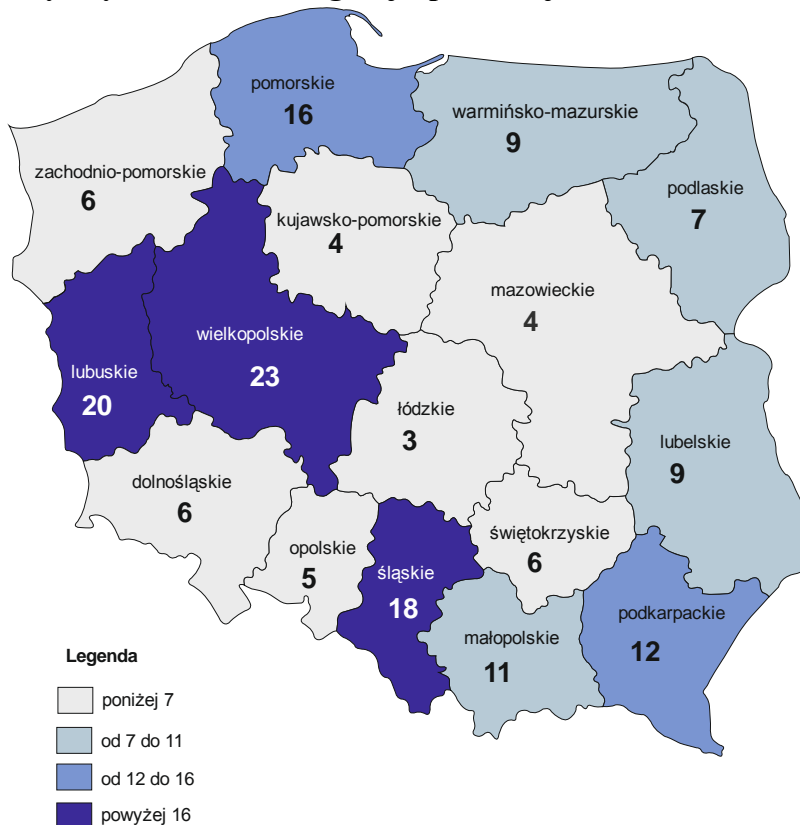 pomorskie
16
warmińsko-mazurskie
9
zachodnio-pomorskie
6
podlaskie
7
kujawsko-pomorskie
4
mazowieckie
4
wielkopolskie
23
lubuskie
20
łódzkie
3
lubelskie
9
dolnośląskie
6
świętokrzyskie
6
opolskie
5
śląskie
18
podkarpackie
12
małopolskie
11
Legenda
poniżej 7
od 7 do 11
od 12 do 16
powyżej 16